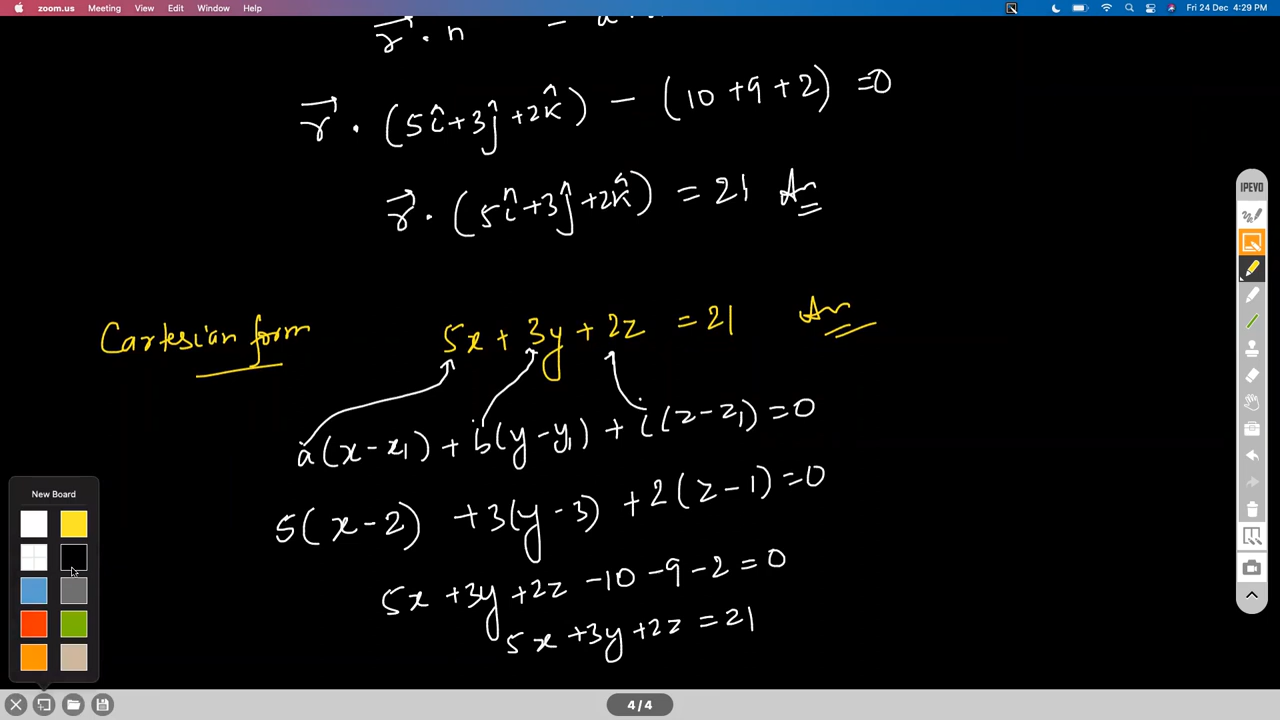 zoom.us Meeting View Edit Window Help Fri 24 Dec 4:29 PM
r⃗ · n
r⃗ · (5î+3ĵ+2k̂) − (10+9+2) =0
IPEVO
r⃗ · (5î+3ĵ+2k̂) = 21 An
Cartesian form 5x + 3y + 2z = 21 An
a(x−x₁) + b(y−y₁) + c(z−z₁)=0
New Board
5(x−2) +3(y−3) +2(z−1)=0
5x +3y +2z −10 −9 −2 = 0
5x +3y +2z = 21
4/4